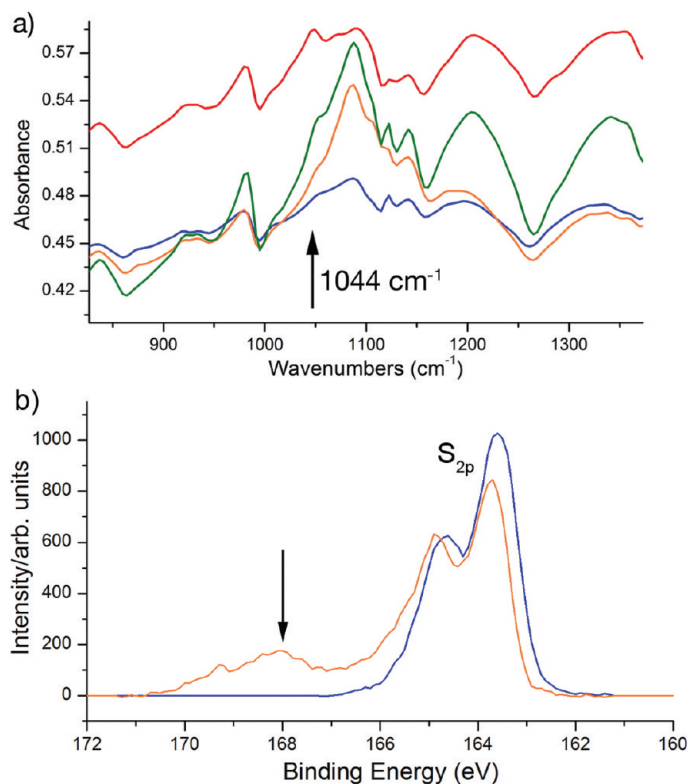 a)
0.57
0.54
0.51
0.48
0.45
0.42
Absorbance
1044 cm⁻¹
900 1000 1100 1200 1300
Wavenumbers (cm⁻¹)
b)
1000
800
600
400
200
0
Intensity/arb. units
S₂ₚ
172 170 168 166 164 162 160
Binding Energy (eV)